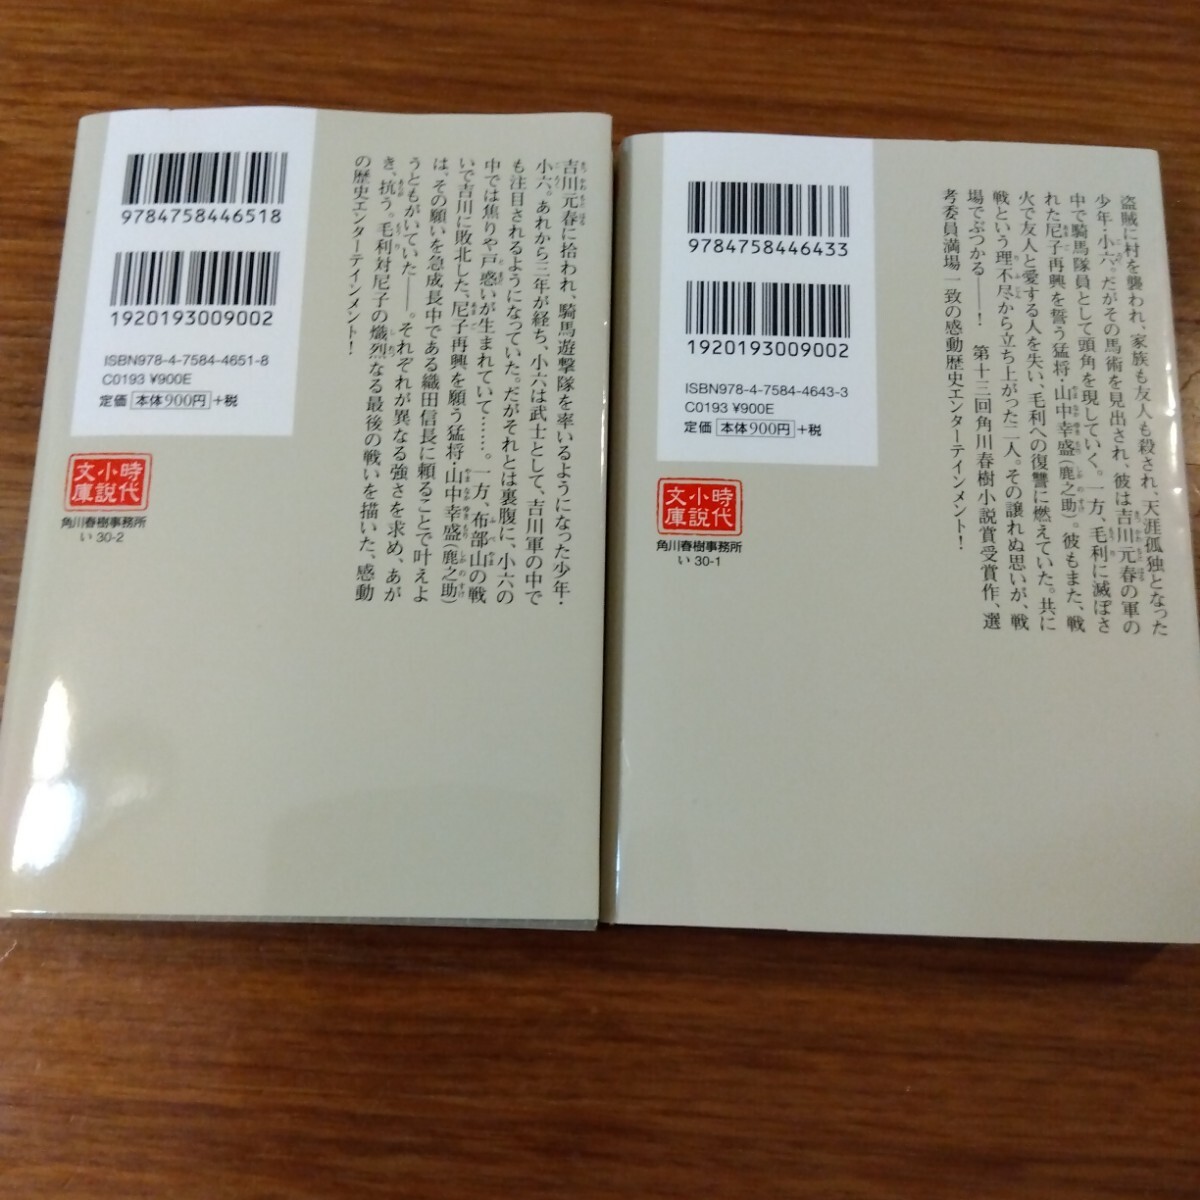 9784758446518
1920193009002
ISBN978-4-7584-4651-8
C0193 ¥900E
定価 本体900円 +税
時代
小説
文庫
角川春樹事務所
い 30-2
吉川元春に拾われ、騎馬遊撃隊を率いるようになった少年・
小六。あれから三年が経ち、小六は武士として、吉川軍の中で
も注目されるようになっていた。だがそれとは裏腹に、小六の
中では焦りや戸惑いが生まれていて……。一方、布部山の戦
いで吉川に敗北した、尼子再興を願う猛将・山中幸盛(鹿之助)
は、その願いを急成長中である織田信長に頼ることで叶えよ
うともがいていた――。それぞれが異なる強さを求め、あが
き、抗う。毛利対尼子の熾烈なる最後の戦いを描いた、感動
の歴史エンターテインメント!
9784758446433
1920193009002
ISBN978-4-7584-4643-3
C0193 ¥900E
定価 本体900円 +税
時代
小説
文庫
角川春樹事務所
い 30-1
盗賊に村を襲われ、家族も友人も殺され、天涯孤独となった
少年・小六。だがその馬術を見出され、彼は吉川元春の軍の
中で騎馬隊員として頭角を現していく。一方、毛利に滅ぼさ
れた尼子再興を誓う猛将・山中幸盛(鹿之助)。彼もまた、戦
火で友人と愛する人を失い、毛利への復讐に燃えていた。共に
戦という理不尽から立ち上がった二人。その譲れぬ思いが、戦
場でぶつかる――! 第十三回角川春樹小説賞受賞作、選
考委員満場一致の感動歴史エンターテインメント!